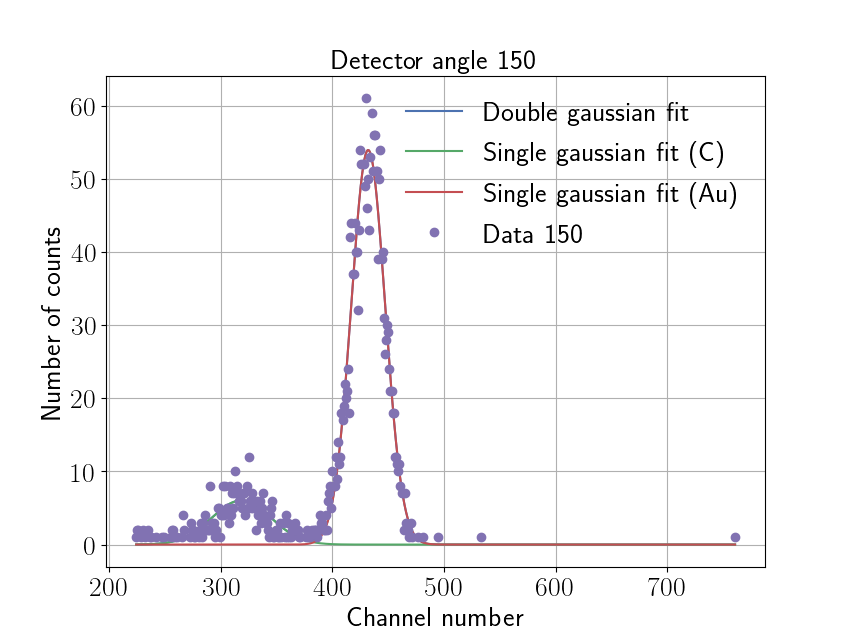 Detector angle 150
Double gaussian fit
Single gaussian fit (C)
Single gaussian fit (Au)
Data 150
Number of counts
60
50
40
30
20
10
0
200 300 400 500 600 700
Channel number